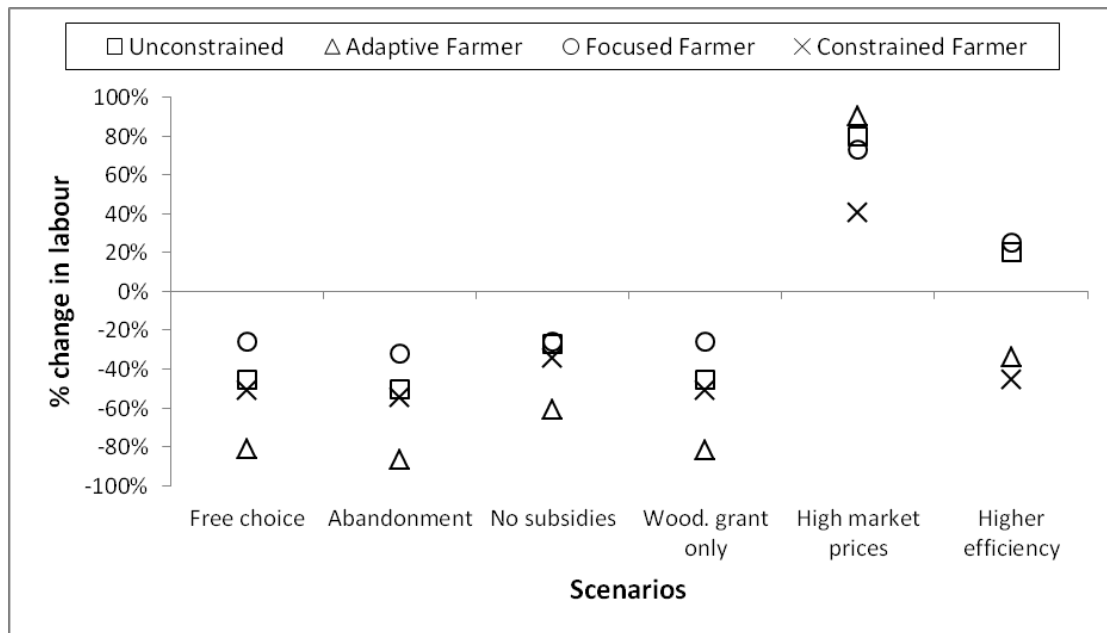 Unconstrained Adaptive Farmer Focused Farmer Constrained Farmer
100%
80%
60%
40%
20%
0%
-20%
-40%
-60%
-80%
-100%
% change in labour
Free choice
Abandonment
No subsidies
Wood. grant
only
High market
prices
Higher
efficiency
Scenarios